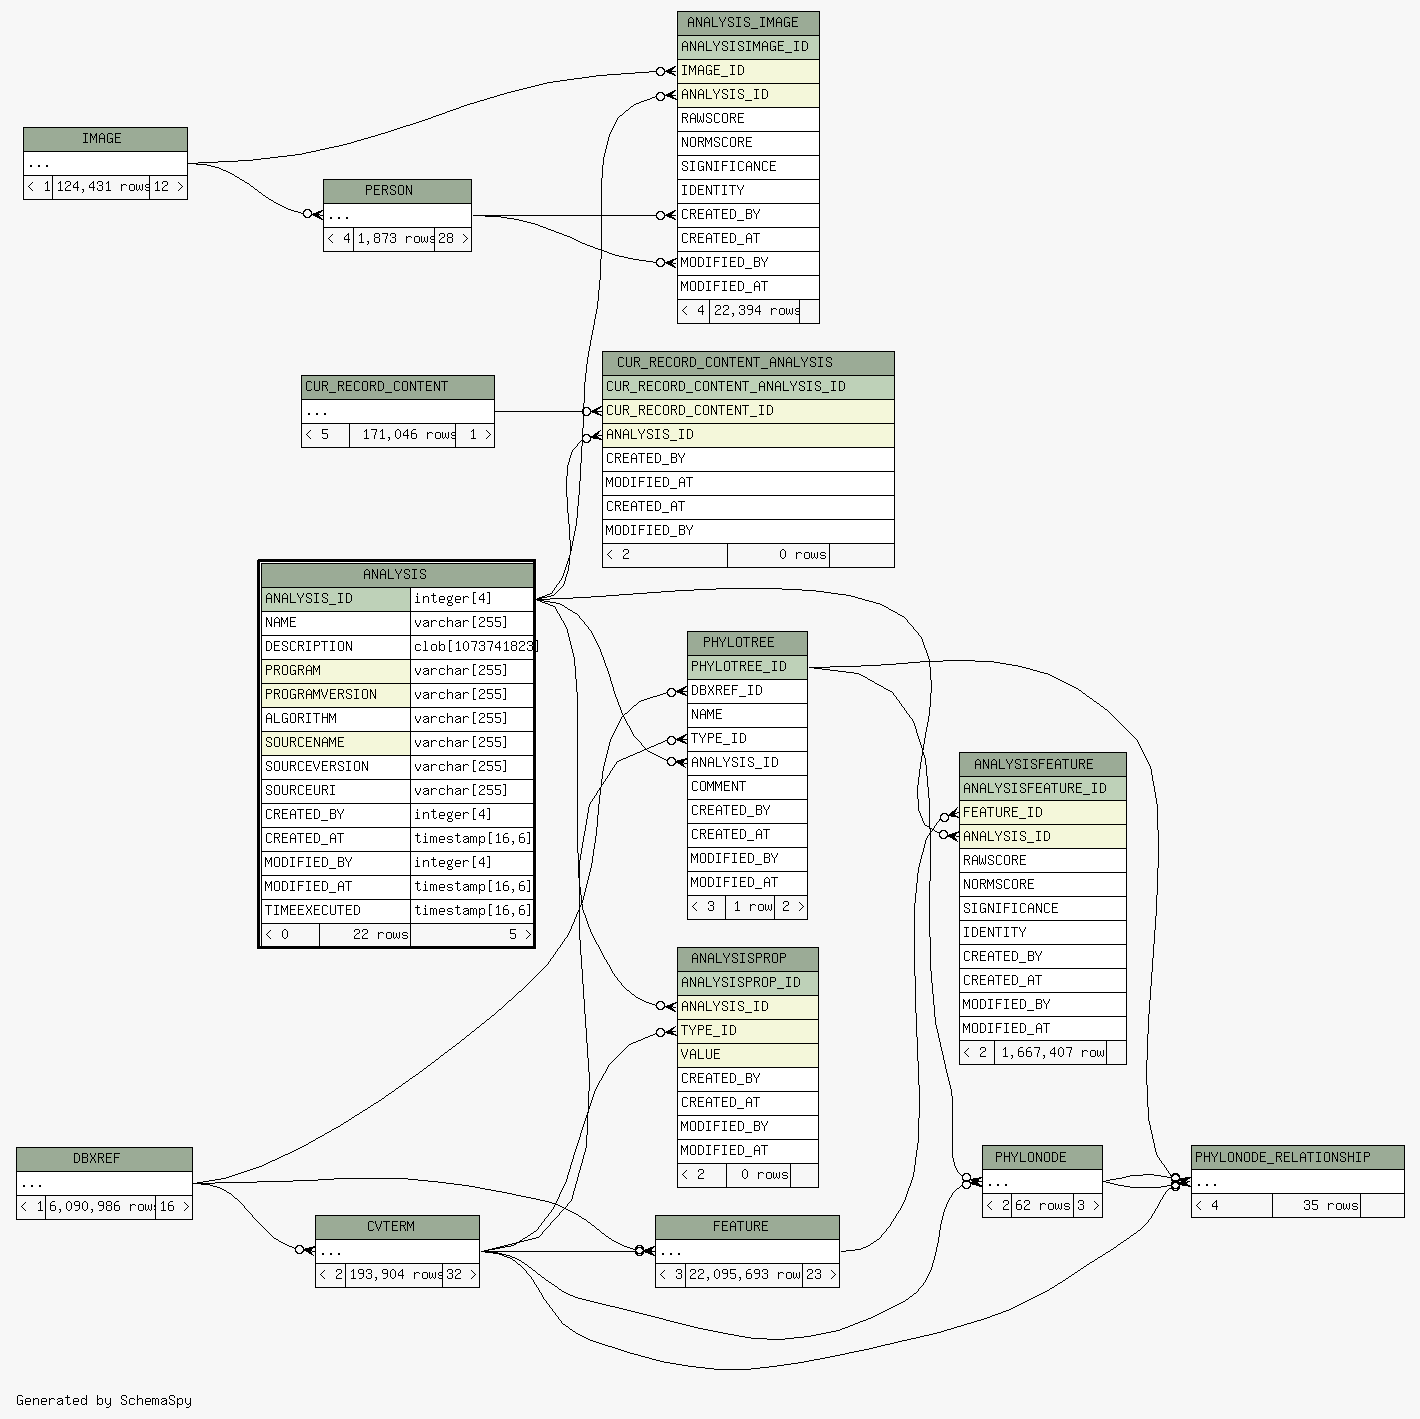 ANALYSIS_IMAGE
ANALYSISIMAGE_ID
IMAGE_ID
ANALYSIS_ID
RAWSCORE
NORMSCORE
SIGNIFICANCE
IDENTITY
CREATED_BY
CREATED_AT
MODIFIED_BY
MODIFIED_AT
< 4 22,394 rows
IMAGE
...
< 1 124,431 rows 12 >
PERSON
...
< 4 1,873 rows 28 >
CUR_RECORD_CONTENT_ANALYSIS
CUR_RECORD_CONTENT_ANALYSIS_ID
CUR_RECORD_CONTENT_ID
ANALYSIS_ID
CREATED_BY
MODIFIED_AT
CREATED_AT
MODIFIED_BY
< 2 0 rows
CUR_RECORD_CONTENT
...
< 5 171,046 rows 1 >
ANALYSIS
ANALYSIS_ID integer[4]
NAME varchar[255]
DESCRIPTION clob[1073741823]
PROGRAM varchar[255]
PROGRAMVERSION varchar[255]
ALGORITHM varchar[255]
SOURCENAME varchar[255]
SOURCEVERSION varchar[255]
SOURCEURI varchar[255]
CREATED_BY integer[4]
CREATED_AT timestamp[16,6]
MODIFIED_BY integer[4]
MODIFIED_AT timestamp[16,6]
TIMEEXECUTED timestamp[16,6]
< 0 22 rows 5 >
PHYLOTREE
PHYLOTREE_ID
DBXREF_ID
NAME
TYPE_ID
ANALYSIS_ID
COMMENT
CREATED_BY
CREATED_AT
MODIFIED_BY
MODIFIED_AT
< 3 1 row 2 >
ANALYSISFEATURE
ANALYSISFEATURE_ID
FEATURE_ID
ANALYSIS_ID
RAWSCORE
NORMSCORE
SIGNIFICANCE
IDENTITY
CREATED_BY
CREATED_AT
MODIFIED_BY
MODIFIED_AT
< 2 1,667,407 row
ANALYSISPROP
ANALYSISPROP_ID
ANALYSIS_ID
TYPE_ID
VALUE
CREATED_BY
CREATED_AT
MODIFIED_BY
MODIFIED_AT
< 2 0 rows
DBXREF
...
< 1 6,090,986 rows 16 >
CVTERM
...
< 2 193,904 rows 32 >
FEATURE
...
< 3 22,095,693 row 23 >
PHYLONODE
...
< 2 62 rows 3 >
PHYLONODE_RELATIONSHIP
...
< 4 35 rows
Generated by SchemaSpy